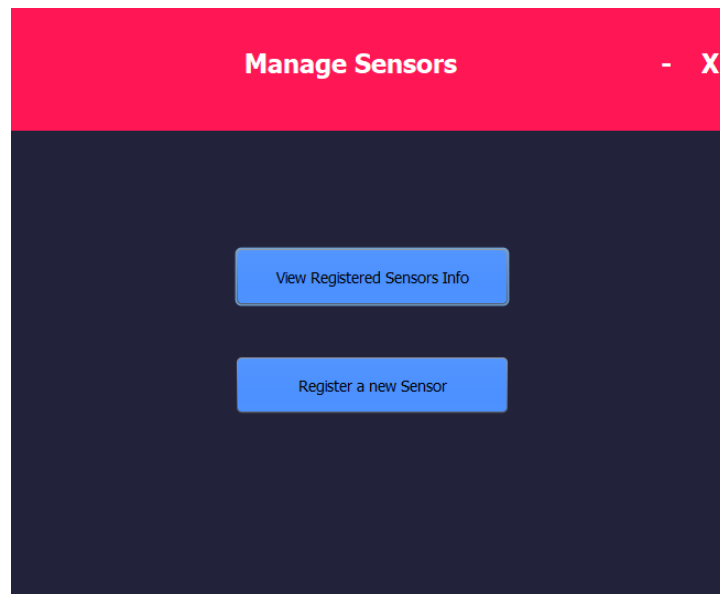 Manage Sensors - X
View Registered Sensors Info
Register a new Sensor